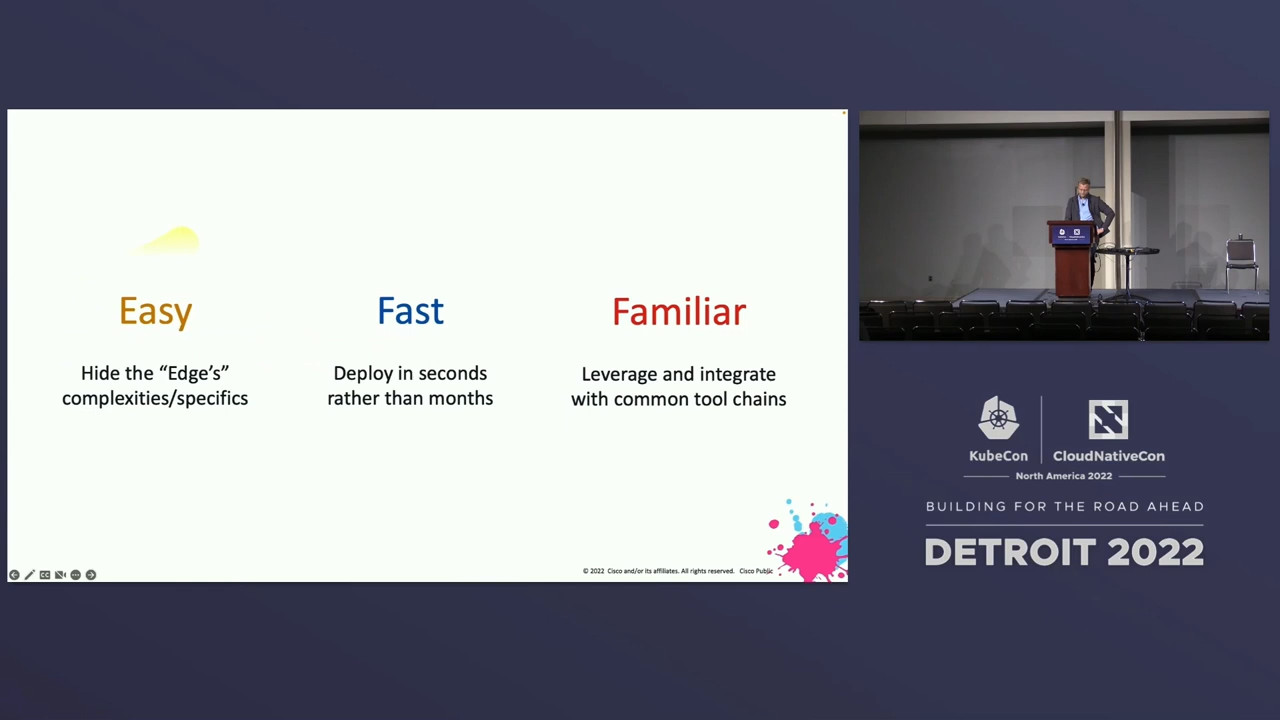 Easy
Hide the “Edge’s”
complexities/specifics
Fast
Deploy in seconds
rather than months
Familiar
Leverage and integrate
with common tool chains
© 2022 Cisco and/or its affiliates. All rights reserved. Cisco Public
KubeCon
CloudNativeCon
North America 2022
BUILDING FOR THE ROAD AHEAD
DETROIT 2022